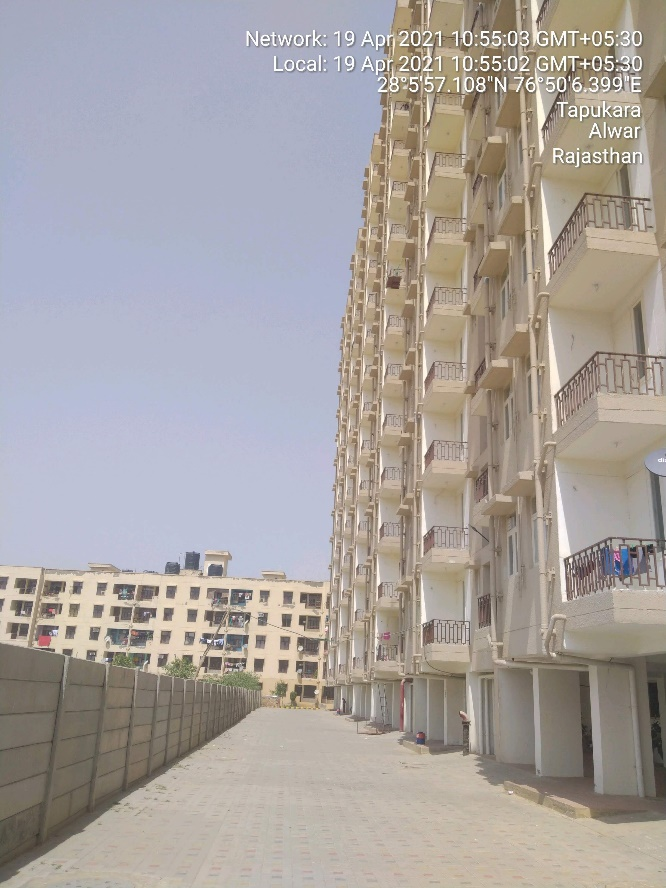 Network: 19 Apr 2021 10:55:03 GMT+05:30
Local: 19 Apr 2021 10:55:02 GMT+05:30
28°5'57.108"N 76°50'6.399"E
Tapukara
Alwar
Rajasthan